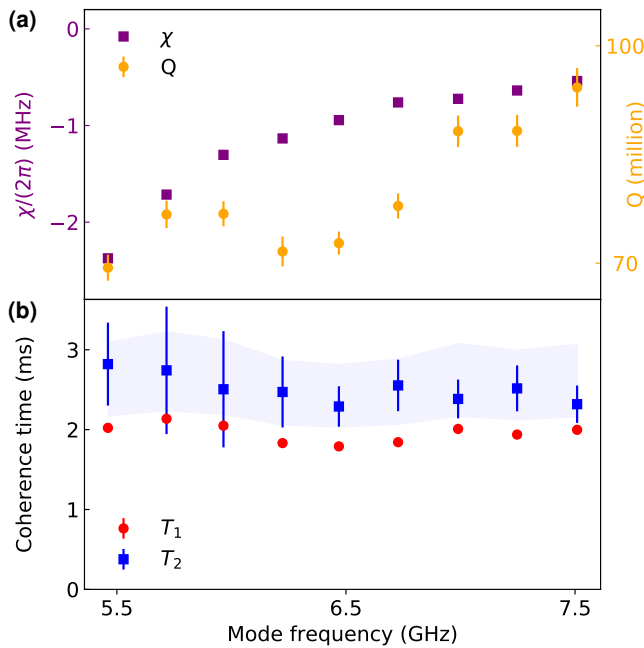 (a)
0
−1
−2
χ/(2π) (MHz)
χ
Q
100
70
Q (million)
(b)
3
2
1
0
Coherence time (ms)
T1
T2
5.5 6.5 7.5
Mode frequency (GHz)